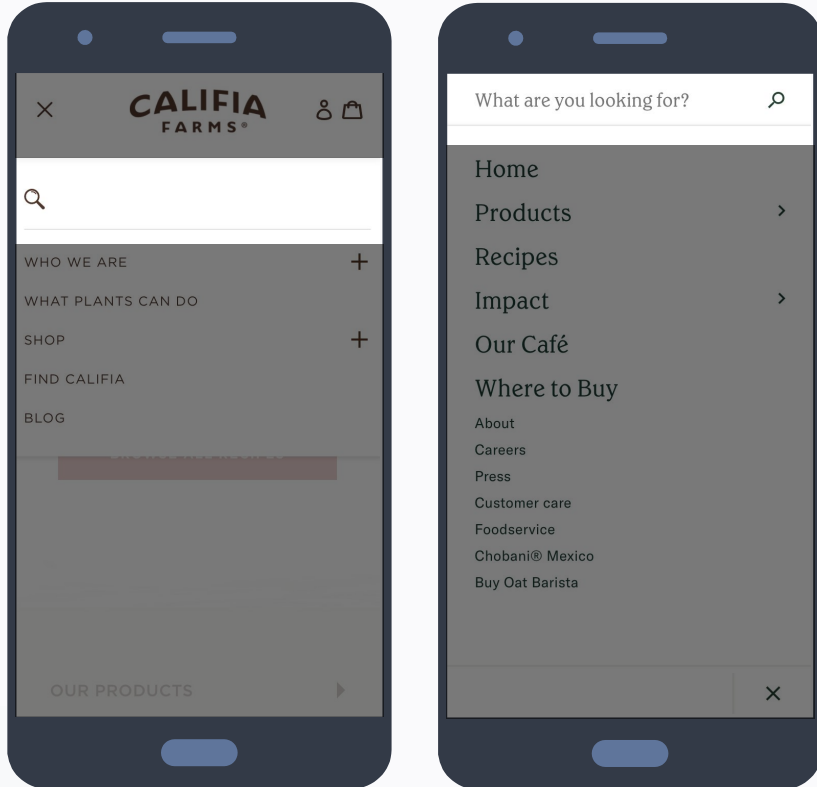 CALIFIA
FARMS®
WHO WE ARE
WHAT PLANTS CAN DO
SHOP
FIND CALIFIA
BLOG
OUR PRODUCTS
What are you looking for?
Home
Products
Recipes
Impact
Our Café
Where to Buy
About
Careers
Press
Customer care
Foodservice
Chobani® Mexico
Buy Oat Barista